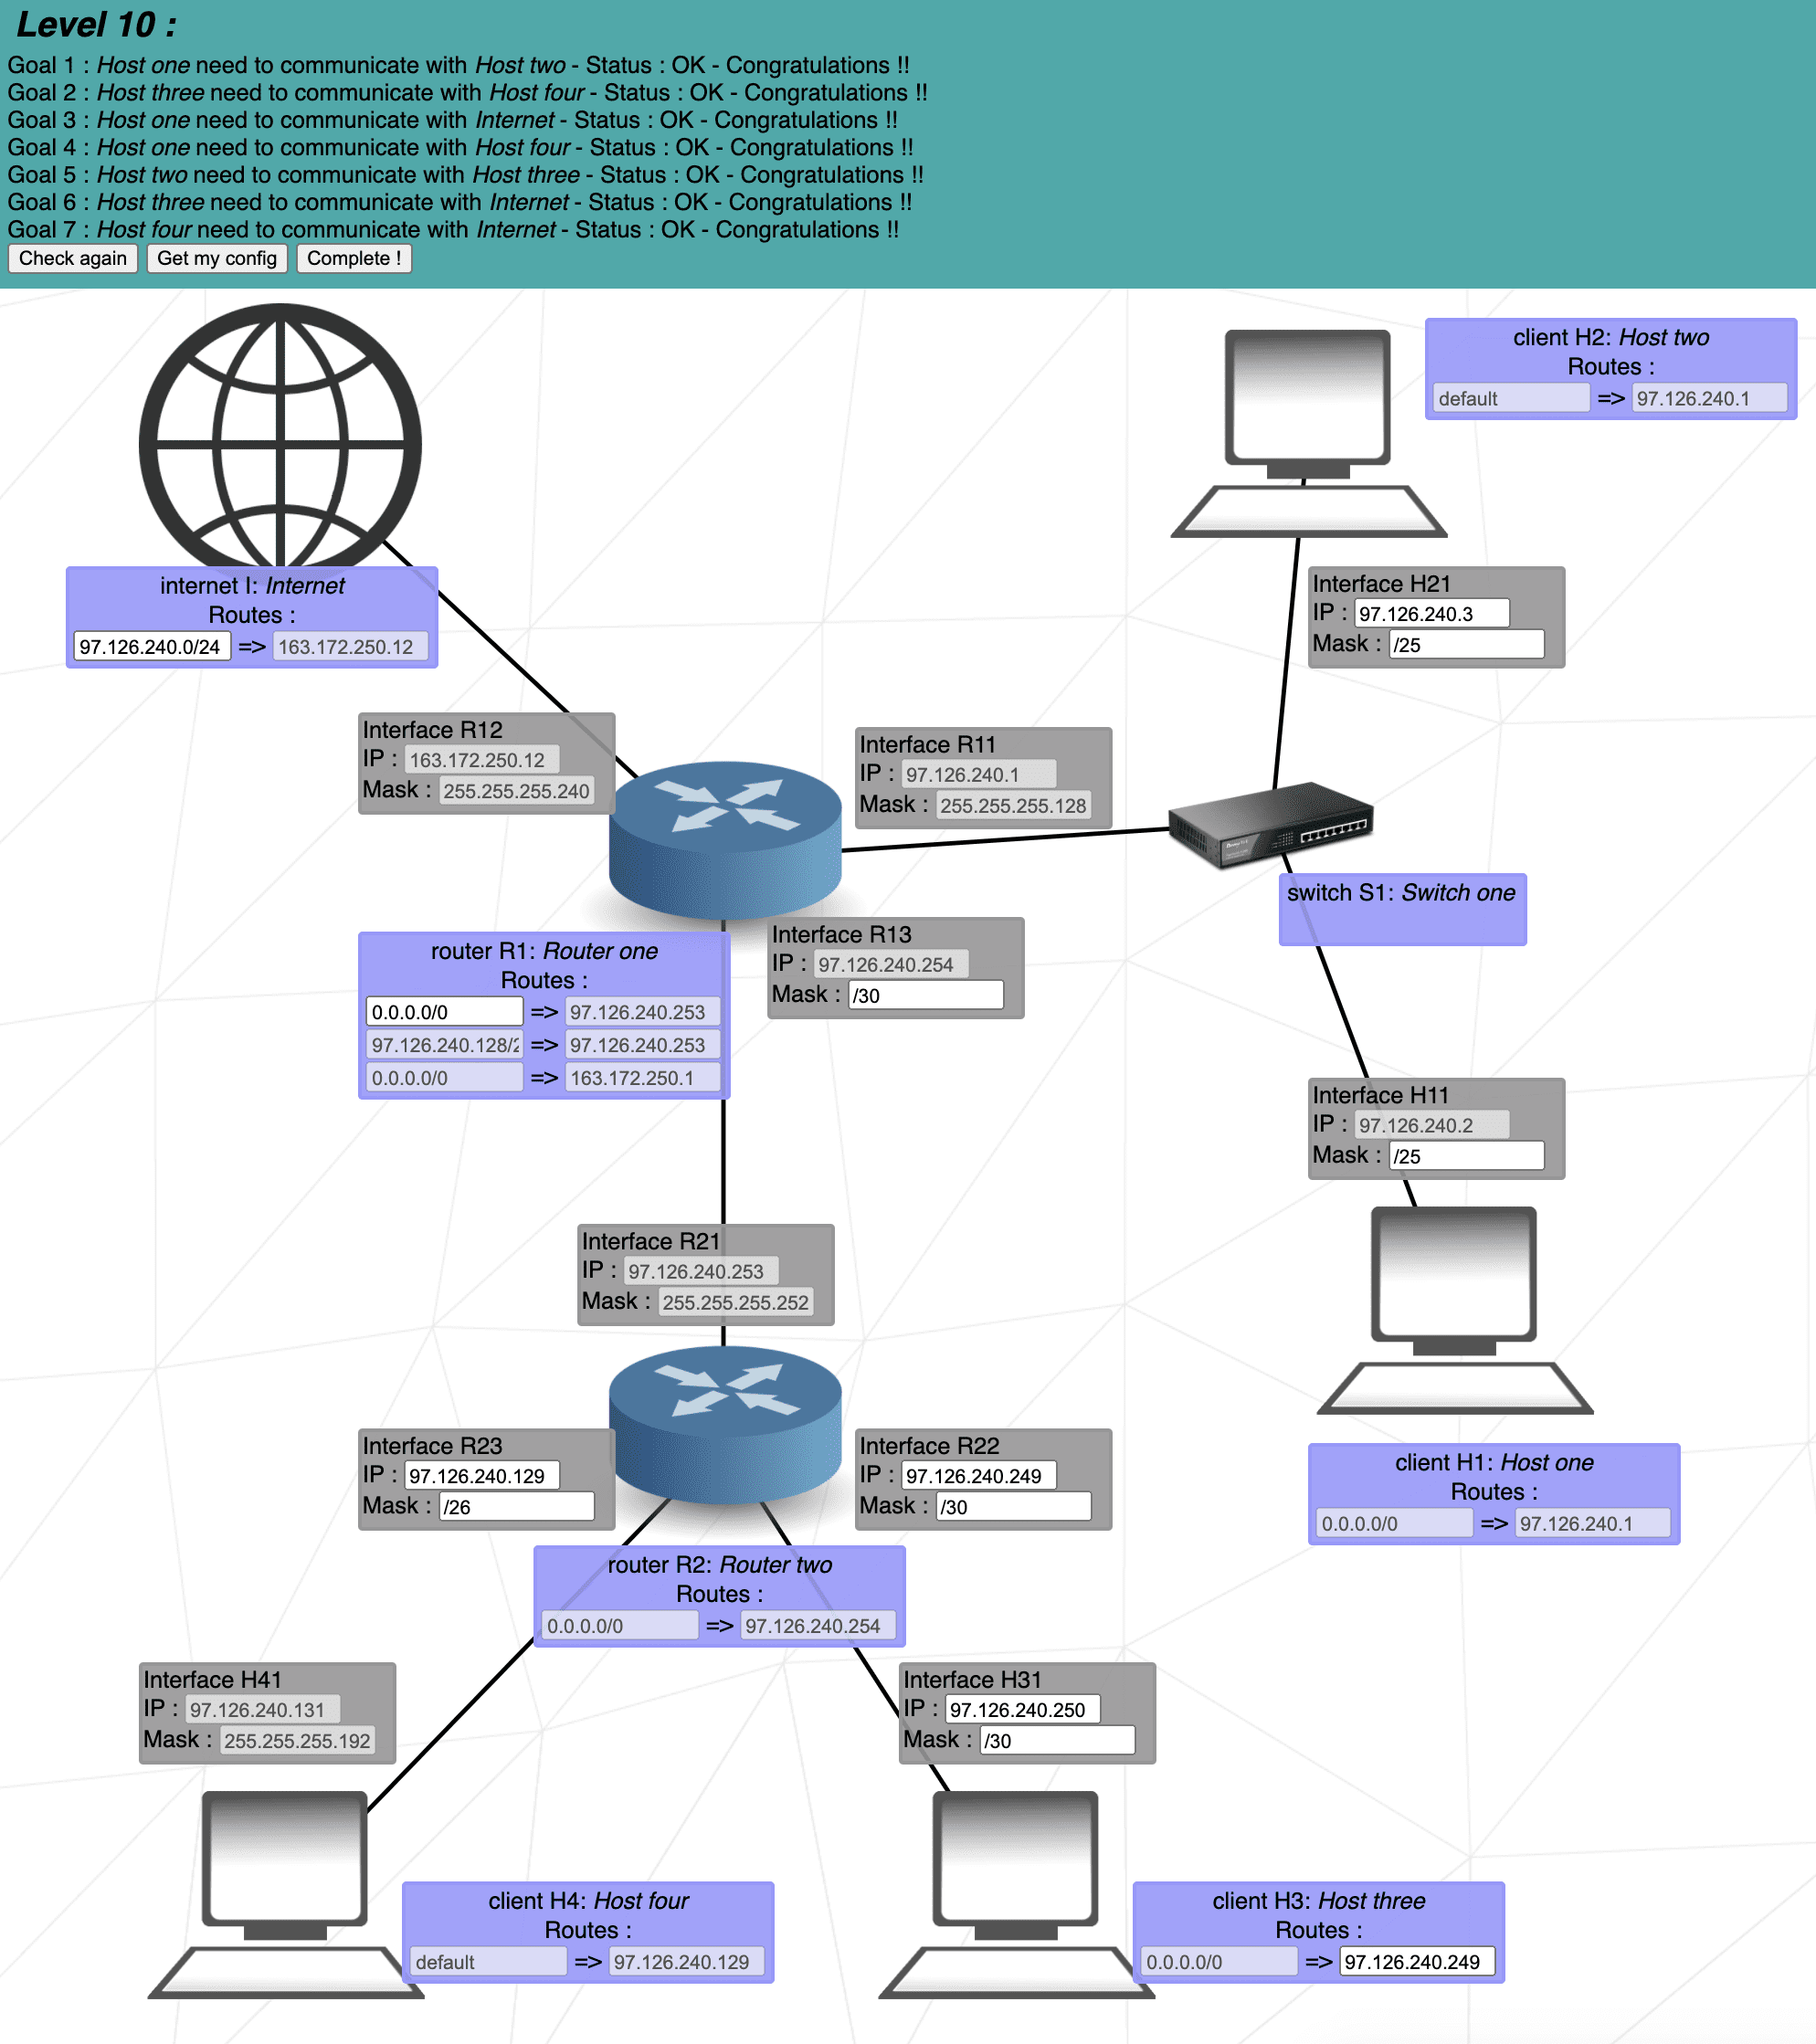 Level 10 :
Goal 1 : Host one need to communicate with Host two - Status : OK - Congratulations !!
Goal 2 : Host three need to communicate with Host four - Status : OK - Congratulations !!
Goal 3 : Host one need to communicate with Internet - Status : OK - Congratulations !!
Goal 4 : Host one need to communicate with Host four - Status : OK - Congratulations !!
Goal 5 : Host two need to communicate with Host three - Status : OK - Congratulations !!
Goal 6 : Host three need to communicate with Internet - Status : OK - Congratulations !!
Goal 7 : Host four need to communicate with Internet - Status : OK - Congratulations !!
Check again Get my config Complete !
client H2: Host two
Routes :
default => 97.126.240.1
internet I: Internet
Routes :
97.126.240.0/24 => 163.172.250.12
Interface H21
IP : 97.126.240.3
Mask : /25
Interface R12
IP : 163.172.250.12
Mask : 255.255.255.240
Interface R11
IP : 97.126.240.1
Mask : 255.255.255.128
switch S1: Switch one
router R1: Router one
Routes :
0.0.0.0/0 => 97.126.240.253
97.126.240.128/2 => 97.126.240.253
0.0.0.0/0 => 163.172.250.1
Interface R13
IP : 97.126.240.254
Mask : /30
Interface H11
IP : 97.126.240.2
Mask : /25
Interface R21
IP : 97.126.240.253
Mask : 255.255.255.252
Interface R23
IP : 97.126.240.129
Mask : /26
Interface R22
IP : 97.126.240.249
Mask : /30
client H1: Host one
Routes :
0.0.0.0/0 => 97.126.240.1
router R2: Router two
Routes :
0.0.0.0/0 => 97.126.240.254
Interface H41
IP : 97.126.240.131
Mask : 255.255.255.192
Interface H31
IP : 97.126.240.250
Mask : /30
client H4: Host four
Routes :
default => 97.126.240.129
client H3: Host three
Routes :
0.0.0.0/0 => 97.126.240.249